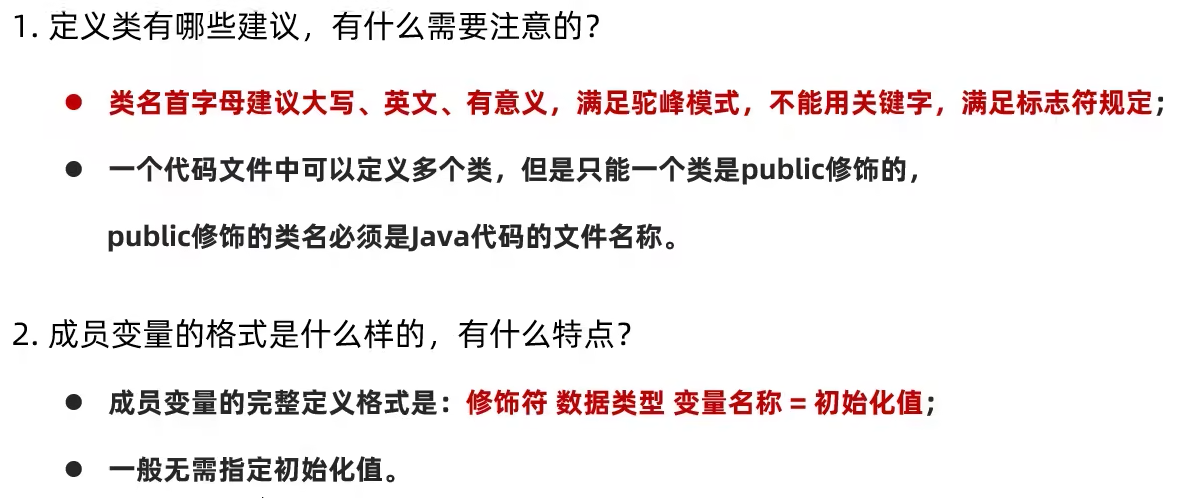 1. 定义类有哪些建议，有什么需要注意的？
● 类名首字母建议大写、英文、有意义，满足驼峰模式，不能用关键字，满足标志符规定；
● 一个代码文件中可以定义多个类，但是只能一个类是public修饰的，
public修饰的类名必须是Java代码的文件名称。
2. 成员变量的格式是什么样的，有什么特点？
● 成员变量的完整定义格式是：修饰符 数据类型 变量名称 = 初始化值；
● 一般无需指定初始化值。